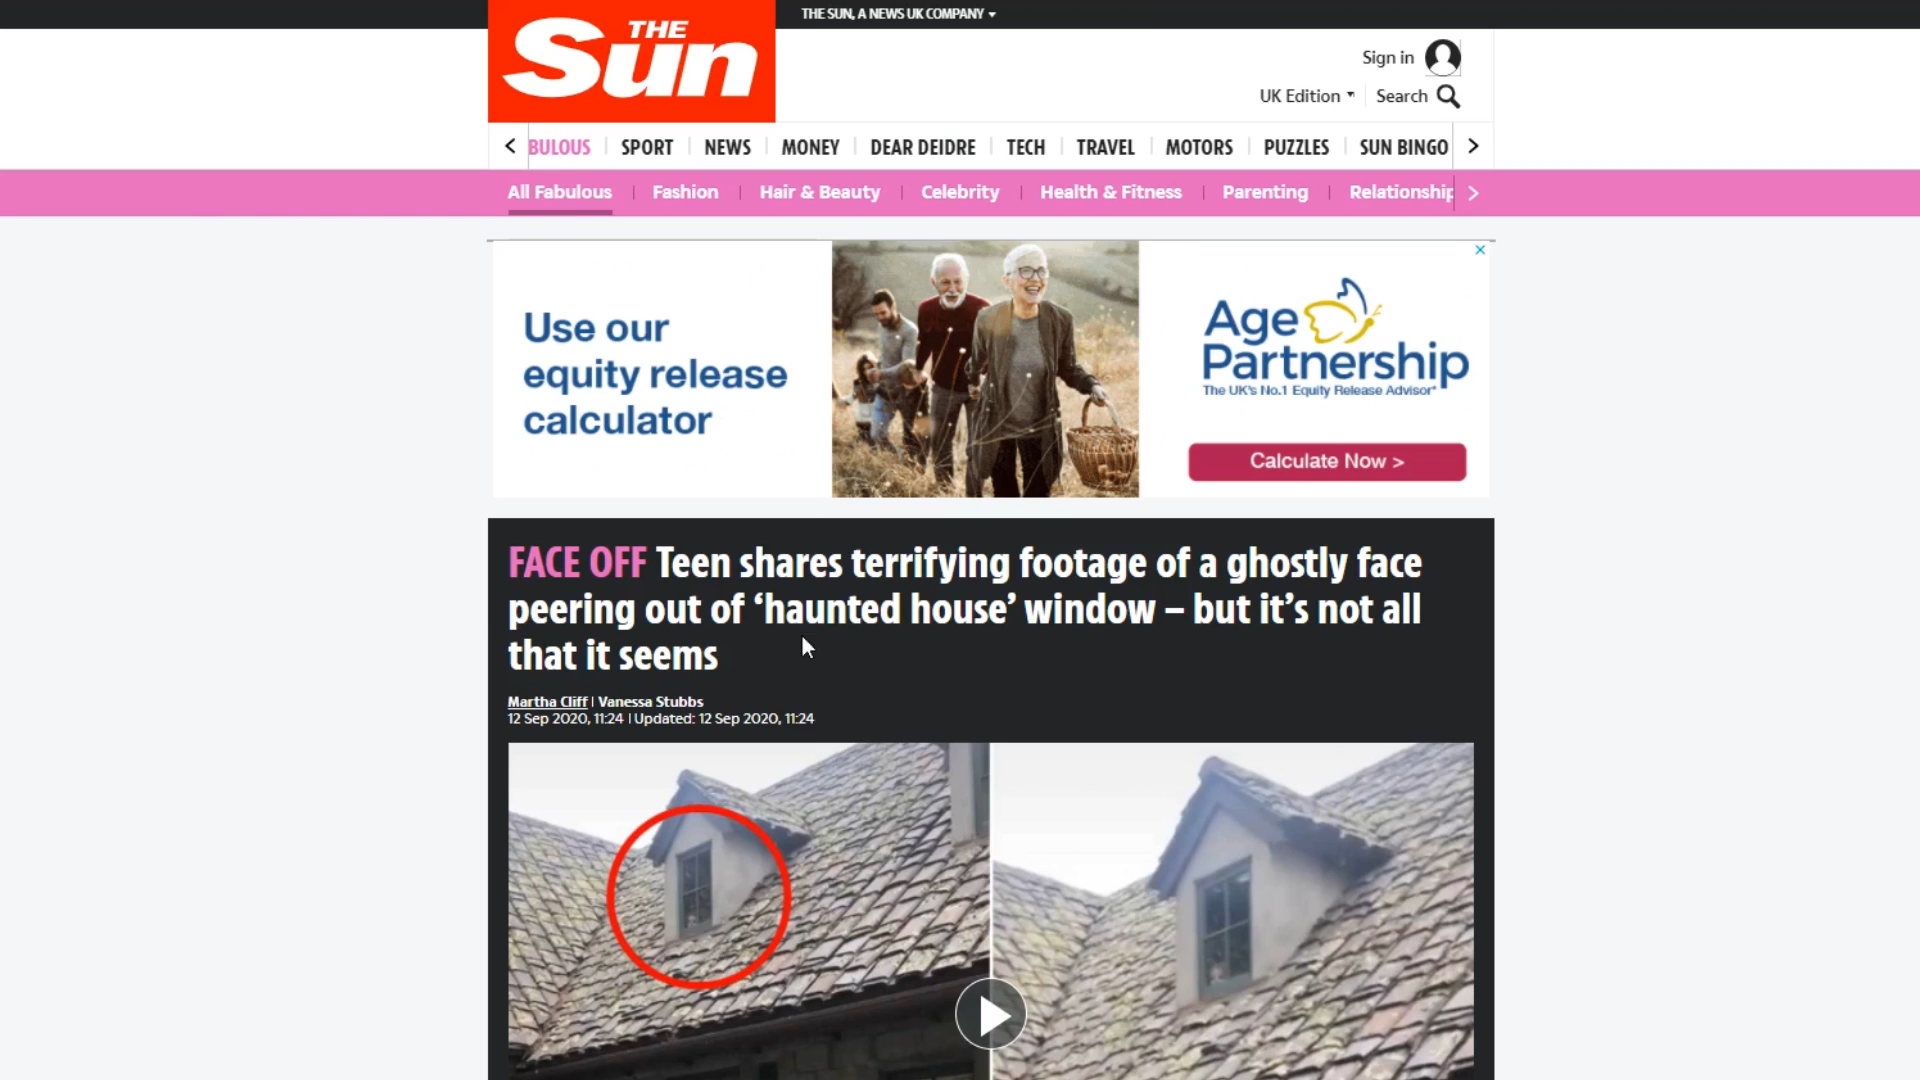 THE SUN, A NEWS UK COMPANY
THE
Sun
Sign in
UK Edition
Search
BULOUS
SPORT
NEWS
MONEY
DEAR DEIDRE
TECH
TRAVEL
MOTORS
PUZZLES
SUN BINGO
All Fabulous
Fashion
Hair & Beauty
Celebrity
Health & Fitness
Parenting
Relationship
Use our
equity release
calculator
Age
Partnership
The UK's No.1 Equity Release Advisor*
Calculate Now >
FACE OFF Teen shares terrifying footage of a ghostly face
peering out of ‘haunted house’ window – but it’s not all
that it seems
Martha Cliff | Vanessa Stubbs
12 Sep 2020, 11:24 | Updated: 12 Sep 2020, 11:24